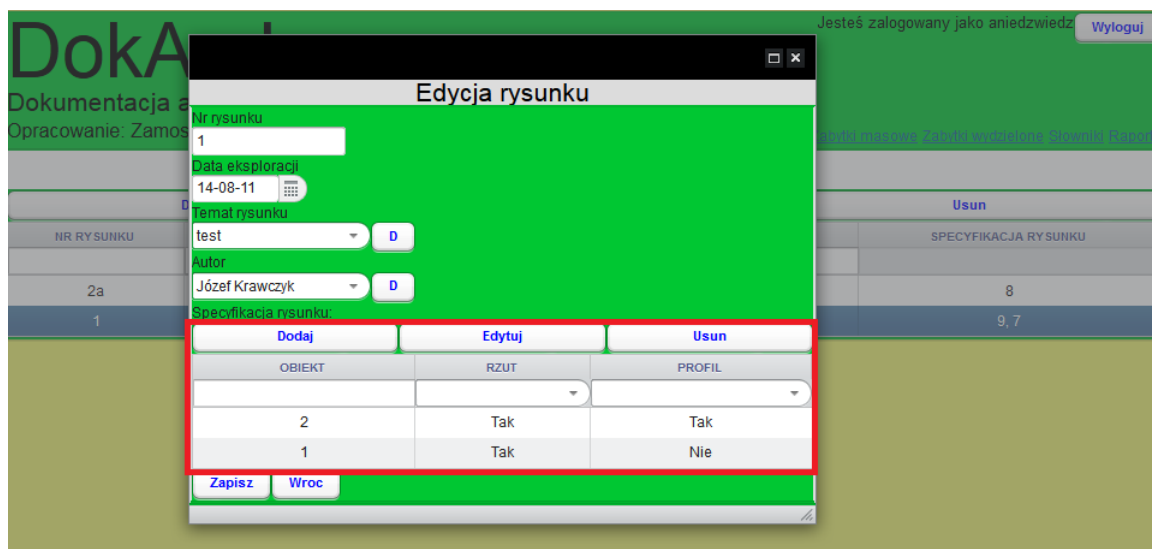 DokA
Jesteś zalogowany jako aniedzwiedz
Wyloguj
Dokumentacja a
Opracowanie: Zamos
Zabytki masowe Zabytki wydzielone Słowniki Raport
Usun
NR RYSUNKU
SPECYFIKACJA RYSUNKU
2a
8
1
9, 7
Edycja rysunku
Nr rysunku
1
Data eksploracji
14-08-11
Temat rysunku
test
D
Autor
Józef Krawczyk
D
Specyfikacja rysunku:
Dodaj Edytuj Usun
OBIEKT RZUT PROFIL
2 Tak Tak
1 Tak Nie
Zapisz Wroc